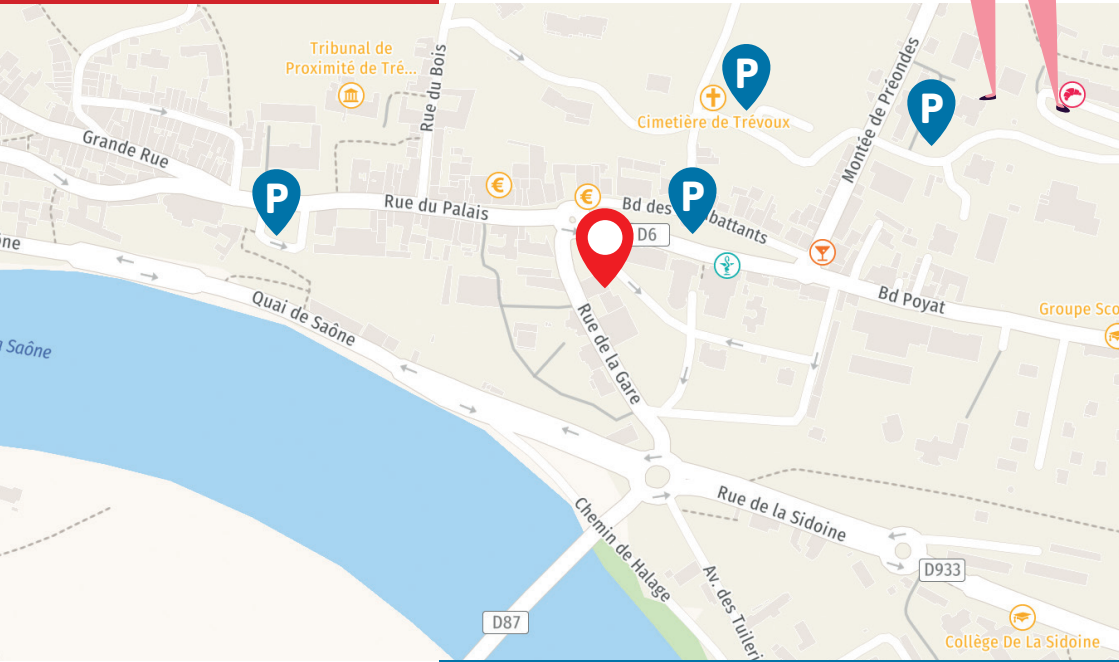 Tribunal de
Proximité de Tré...
Rue du Bois
P
Cimetière de Trévoux
Montée de Préondes
P
Grande Rue
P
Rue du Palais
€
€
P
Bd des
battants
D6
Quai de Saône
Saône
Rue de la Gare
Bd Poyat
Groupe Sco
Chemin de Halage
Rue de la Sidoine
D933
Av. des Tuileri
D87
Collège De La Sidoine